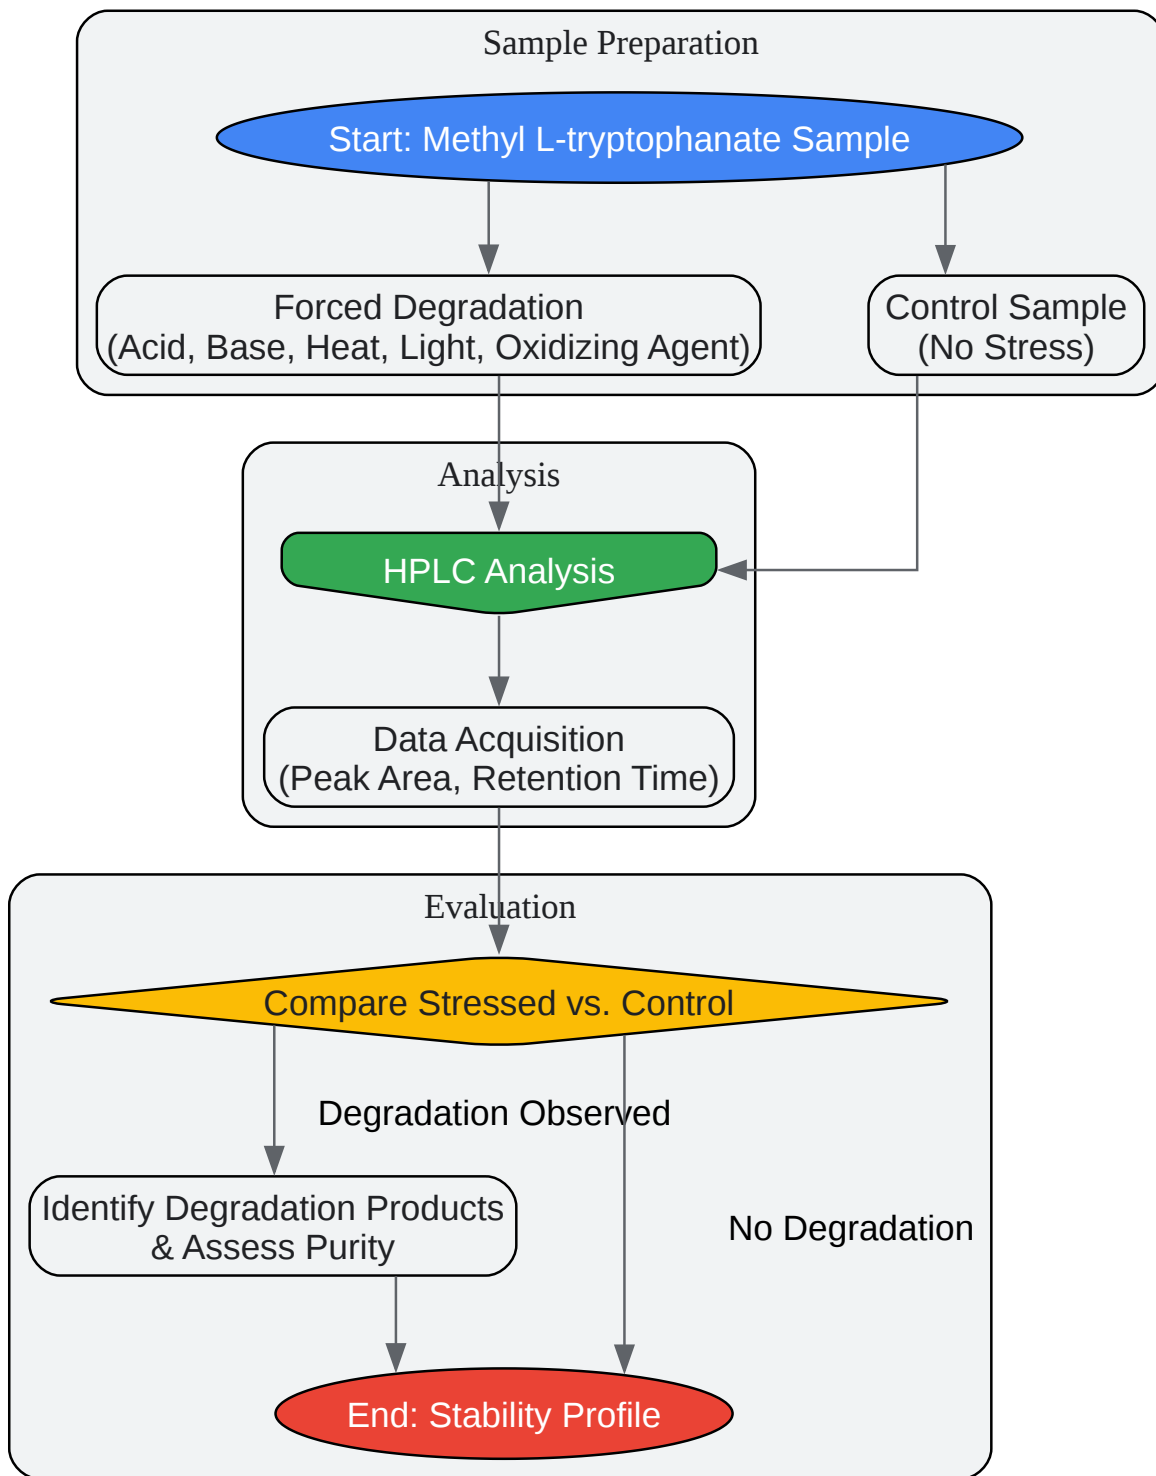 Sample Preparation
Start: Methyl L-tryptophanate Sample
Forced Degradation
(Acid, Base, Heat, Light, Oxidizing Agent)
Control Sample
(No Stress)
Analysis
HPLC Analysis
Data Acquisition
(Peak Area, Retention Time)
Evaluation
Compare Stressed vs. Control
Degradation Observed
Identify Degradation Products
& Assess Purity
No Degradation
End: Stability Profile